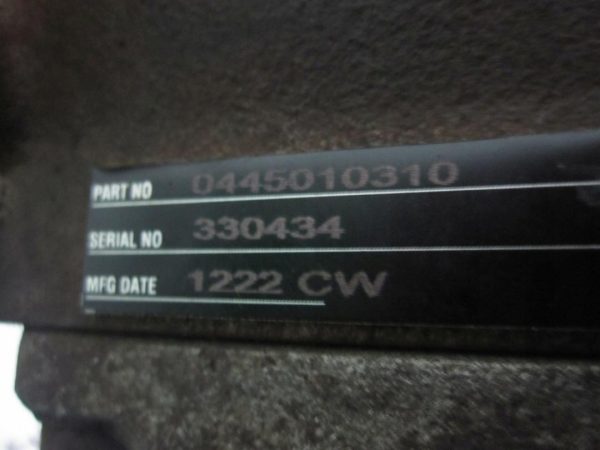 PART NO 0445010310
SERIAL NO 330434
MFG DATE 1222 CW